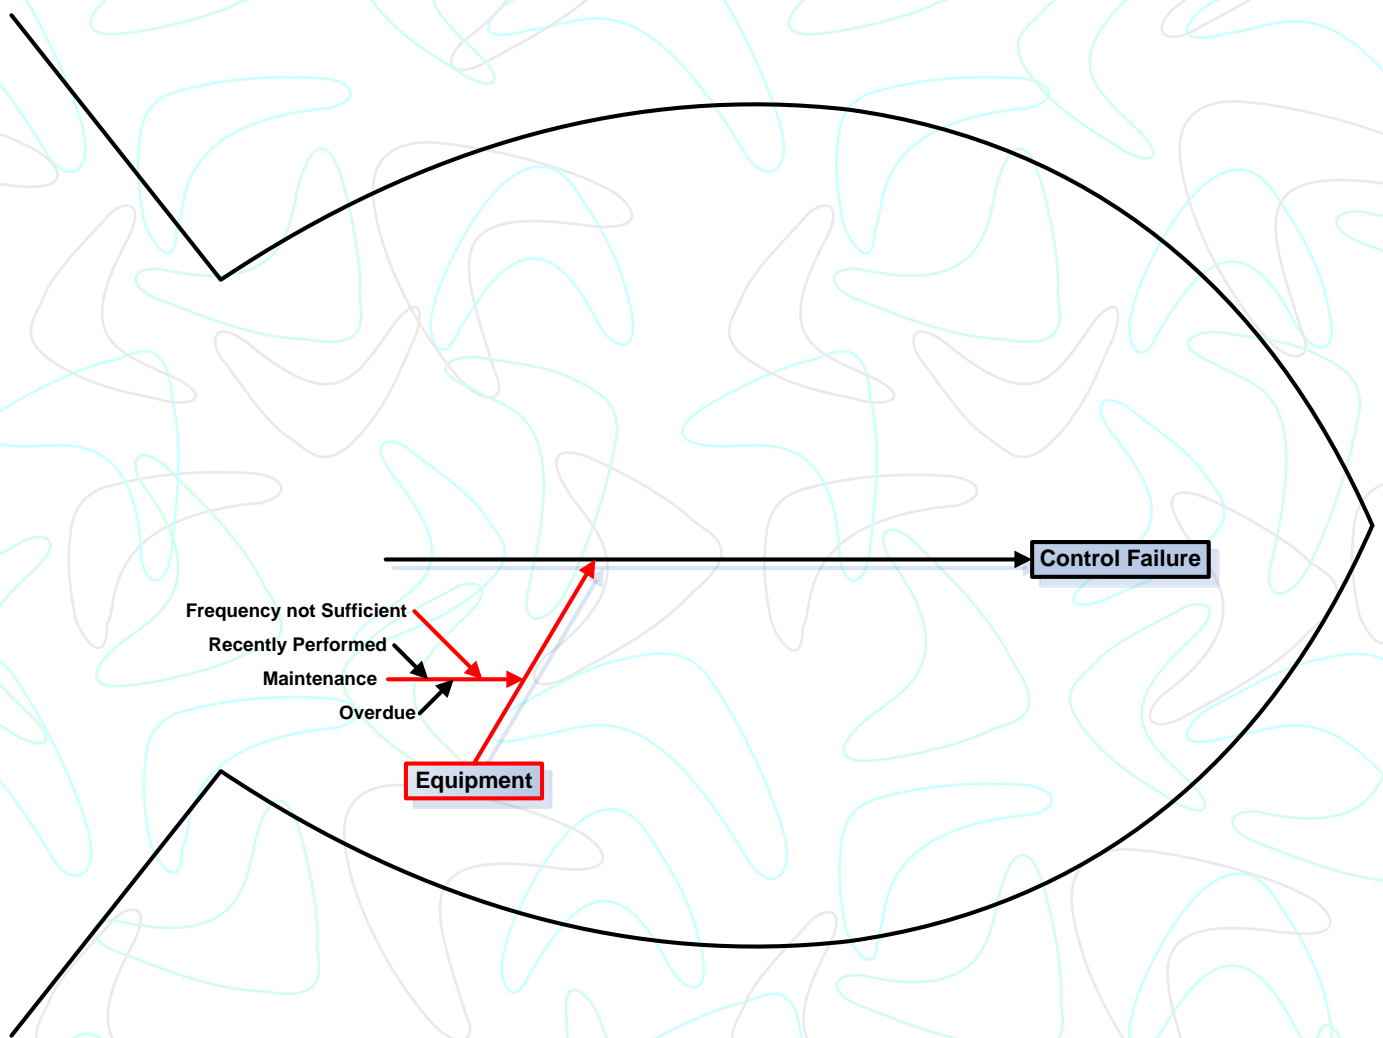 Control Failure
Frequency not Sufficient
Recently Performed
Maintenance
Overdue
Equipment